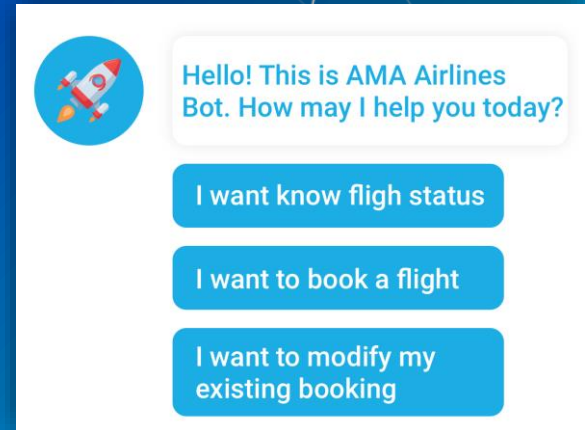 Hello! This is AMA Airlines
Bot. How may I help you today?
I want know fligh status
I want to book a flight
I want to modify my
existing booking